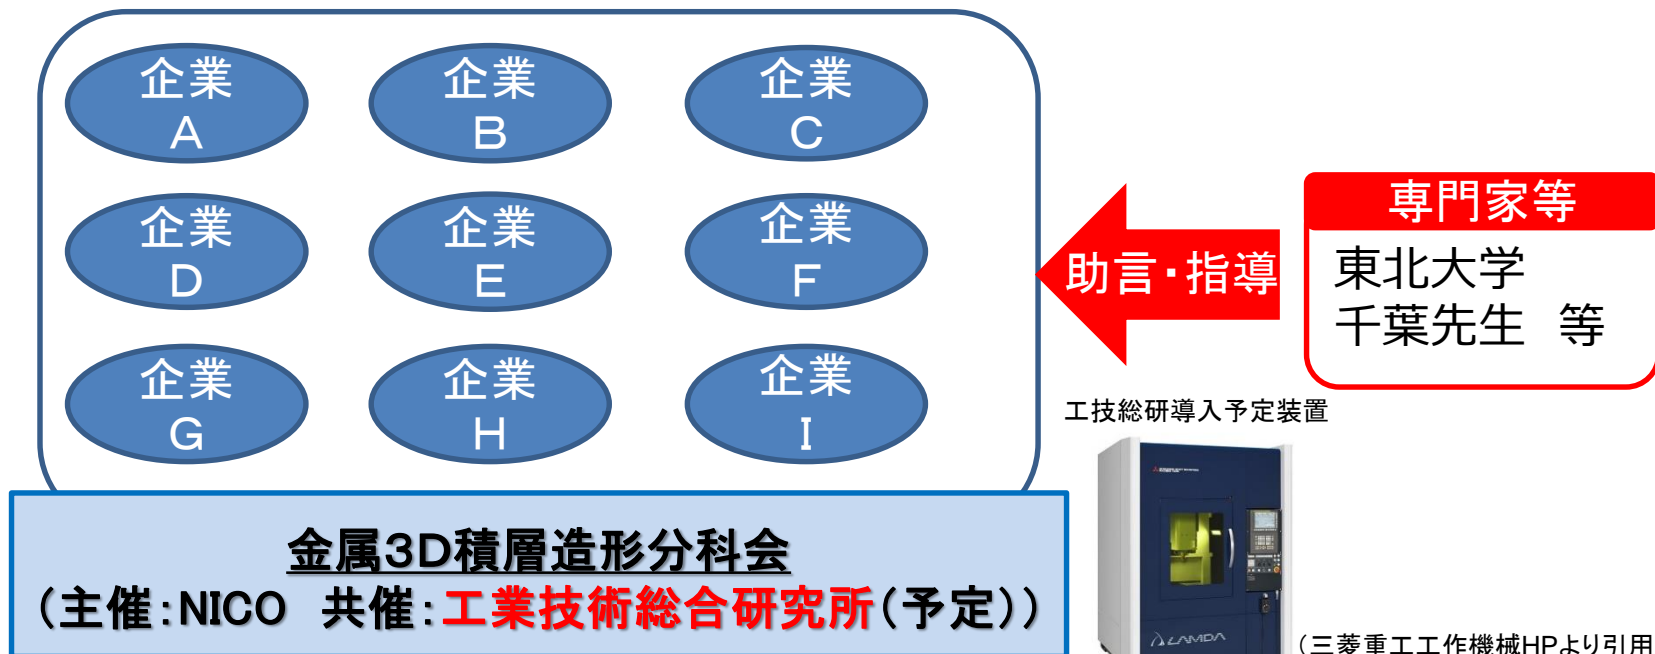 企業
A
企業
B
企業
C
企業
D
企業
E
企業
F
企業
G
企業
H
企業
I
専門家等
東北大学
千葉先生 等
助言・指導
工技総研導入予定装置
金属3D積層造形分科会
(主催:NICO 共催:工業技術総合研究所(予定))
LAMDA
(三菱重工工作機械HPより引用